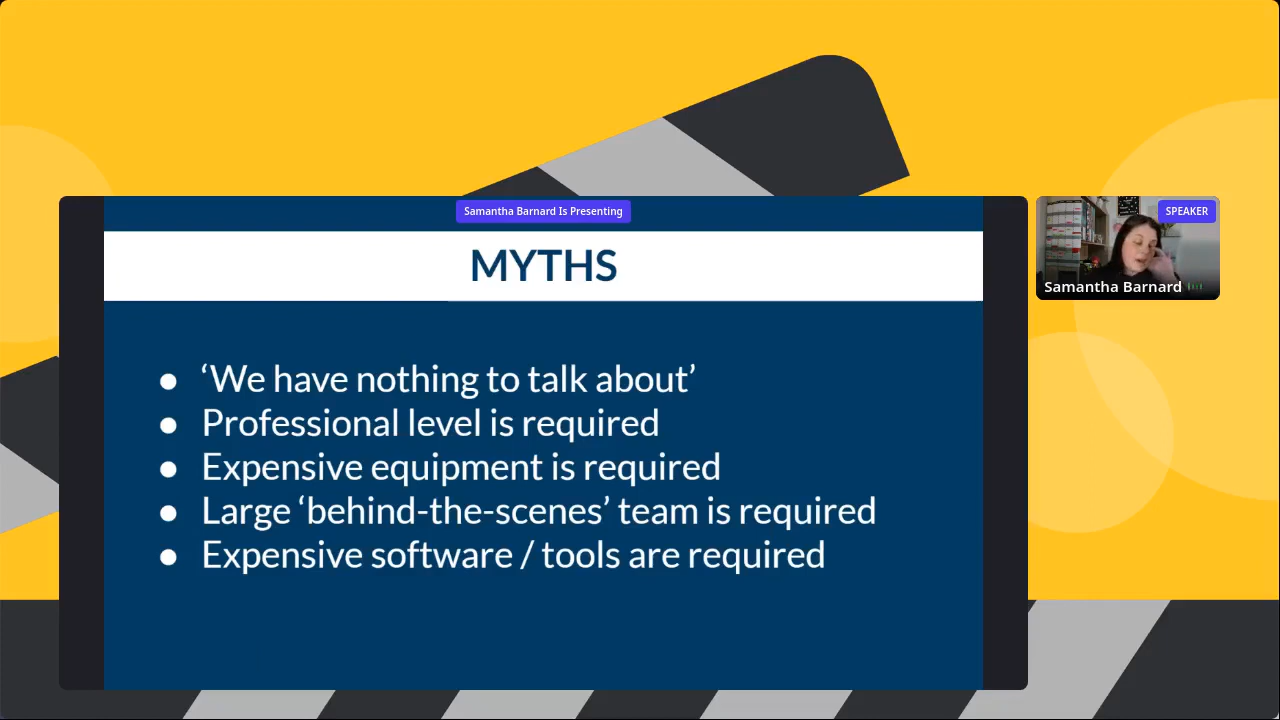 Samantha Barnard Is Presenting
SPEAKER
MYTHS
Samantha Barnard
● ‘We have nothing to talk about’
● Professional level is required
● Expensive equipment is required
● Large ‘behind-the-scenes’ team is required
● Expensive software / tools are required